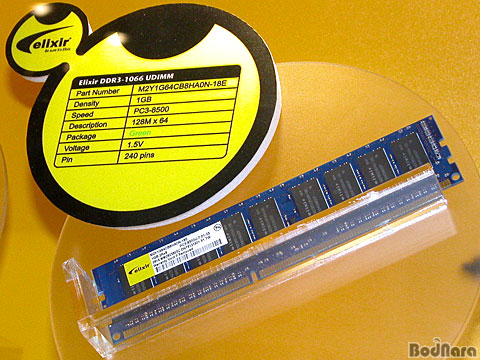 elixir
Elixir DDR3-1066 UDIMM
Part Number M2Y1G64CB8HA0N-18E
Density 1GB
Speed PC3-8500
Description 128M x 64
Package Green
Voltage 1.5V
Pin 240 pins
elixir
BodNara